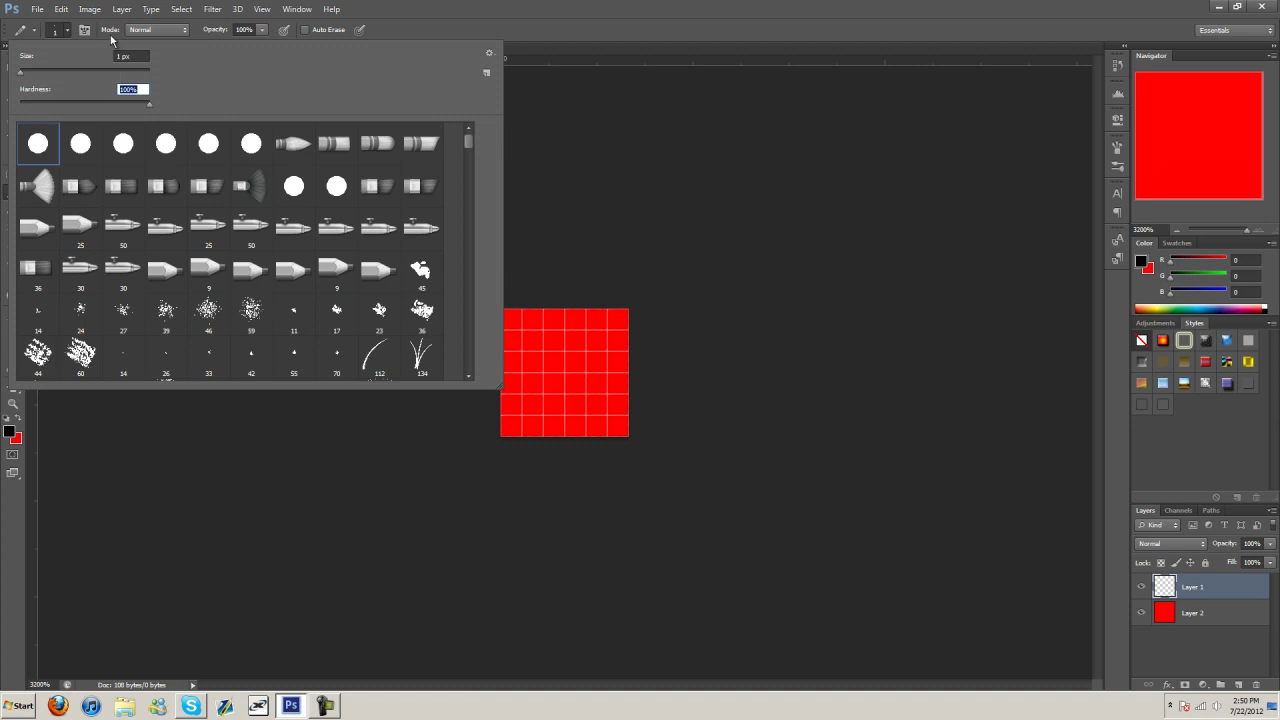 Ps File Edit Image Layer Type Select Filter 3D View Window Help
1 Mode: Normal Opacity: 100% Auto Erase Essentials
Size: 1 px
Hardness: 100%
25 50 25 50
36 30 30 9 11 9 45
14 24 27 39 46 59 11 17 23 36
44 60 14 26 33 42 55 70 112 134
Navigator
3200%
Color Swatches
R 0
G 0
B 0
Adjustments Styles
Layers Channels Paths
Kind
Normal Opacity: 100%
Lock: Fill: 100%
Layer 1
Layer 2
3200% Doc: 108 bytes/0 bytes
Start Ps 2:50 PM
7/22/2012